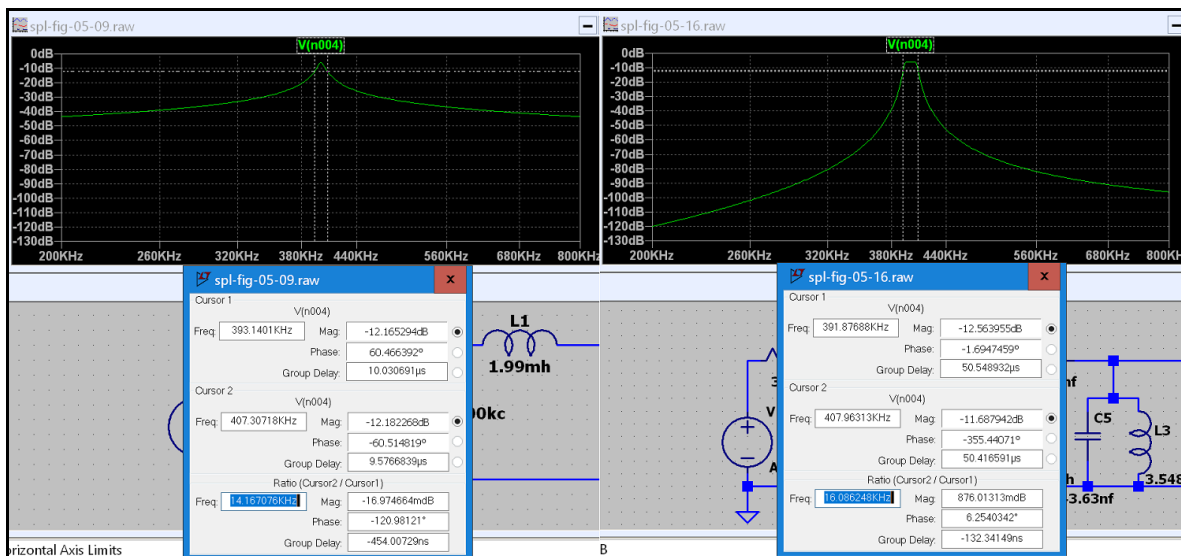 spl-fig-05-09.raw
V(n004)
0dB
-10dB
-20dB
-30dB
-40dB
-50dB
-60dB
-70dB
-80dB
-90dB
-100dB
-110dB
-120dB
-130dB
200KHz 260KHz 320KHz 380KHz 440KHz 560KHz 680KHz 800KHz
spl-fig-05-09.raw x
Cursor 1
V(n004)
Freq: 393.1401KHz Mag: -12.165294dB
Phase: 60.466392°
Group Delay: 10.030691µs
Cursor 2
V(n004)
Freq: 407.30718KHz Mag: -12.182268dB
Phase: -60.514819°
Group Delay: 9.5766839µs
Ratio (Cursor2 / Cursor1)
Freq: 14.167076KHz Mag: -16.974664mdB
Phase: -120.98121°
Group Delay: -454.00729ns
L1
1.99mh
00kc
orizontal Axis Limits
spl-fig-05-16.raw
V(n004)
0dB
-10dB
-20dB
-30dB
-40dB
-50dB
-60dB
-70dB
-80dB
-90dB
-100dB
-110dB
-120dB
-130dB
200KHz 260KHz 320KHz 380KHz 440KHz 560KHz 680KHz 800KHz
spl-fig-05-16.raw x
Cursor 1
V(n004)
Freq: 391.87688KHz Mag: -12.563955dB
Phase: -1.6947459°
Group Delay: 50.548932µs
Cursor 2
V(n004)
Freq: 407.96313KHz Mag: -11.687942dB
Phase: -355.44071°
Group Delay: 50.416591µs
Ratio (Cursor2 / Cursor1)
Freq: 16.086248KHz Mag: 876.01313mdB
Phase: 6.2540342°
Group Delay: -132.34149ns
3
V
A
nf
C5
L3
h
3.548
3.63nf
B